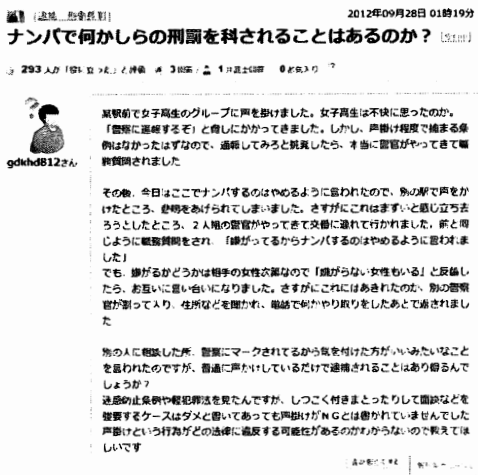 [逮捕・刑事裁判]
2012年09月28日 01時19分
ナンパで何かしらの刑罰を科されることはあるのか?
293人が「役に立った」と評価
gdkhd812さん
某駅前で女子高生のグループに声を掛けました。女子高生は不快に思ったのか。
「警察に通報するぞ」と脅しにかかってきました。しかし、声掛け程度で捕まる条
例はなかったはずなので、通報してみろと挑発したら、本当に警官がやってきて職
務質問されました
その後、今日はここでナンパするのはやめるように言われたので、別の駅で声をか
けたところ、悲鳴をあげられてしまいました。さすがにこれはまずいと感じ立ち去
ろうとしたところ、2人組の警官がやってきて交番に連れて行かれました。前と同
じように職務質問をされ、「嫌がってるからナンパするのはやめるように言われま
した」
でも、嫌がるかどうかは相手の女性次第なので「嫌がらない女性もいる」と反論し
たら、お互いに言い合いになりました。さすがにこれにはあきれたのか、別の警察
官が割って入り、住所などを聞かれ、電話で何かやり取りをしたあとで返されまし
た
別の人に相談した所、警察にマークされてるから気を付けた方がいいみたいなこと
を言われたのですが、普通に声かけしているだけで逮捕されることはあり得るんで
しょうか?
迷惑防止条例や軽犯罪法を見たんですが、しつこく付きまとったりして面談などを
強要するケースはダメと書いてあっても声掛けがNGとは書かれていませんでした
声掛けという行為がどの法律に違反する可能性があるのかわからないので教えてほ
しいです